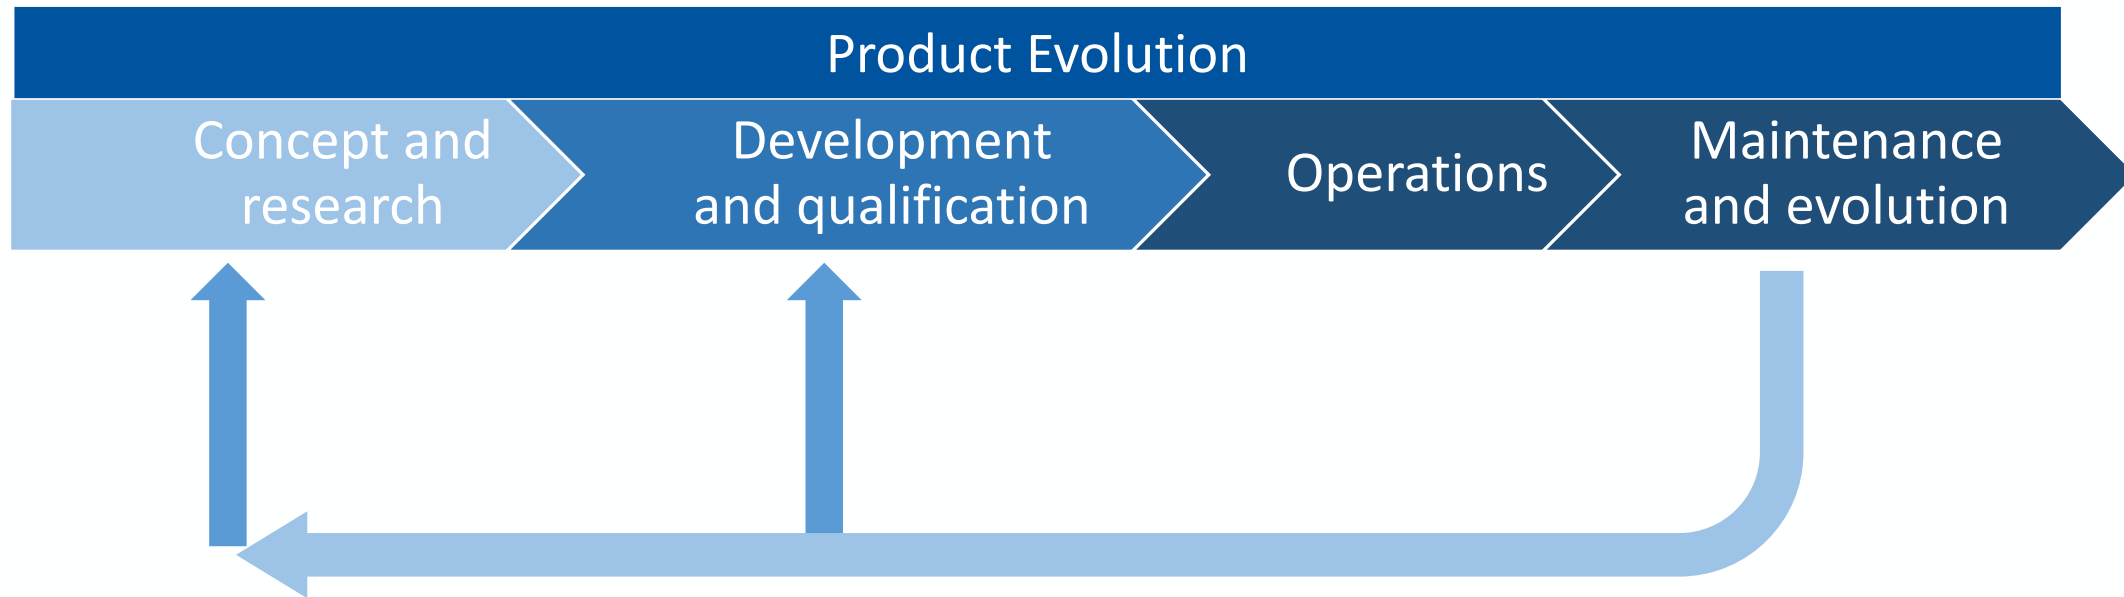 Product Evolution
Concept and
research
Development
and qualification
Operations
Maintenance
and evolution